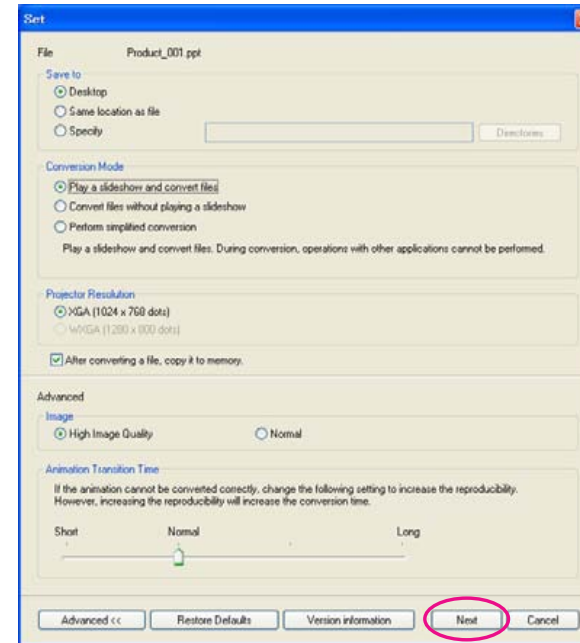 Set
File Product_001.ppt
Save to
Desktop
Same location as file
Specify Directories
Conversion Mode
Play a slideshow and convert files
Convert files without playing a slideshow
Perform simplified conversion
Play a slideshow and convert files. During conversion, operations with other applications cannot be performed.
Projector Resolution
XGA (1024 x 768 dots)
WXGA (1280 x 800 dots)
After converting a file, copy it to memory.
Advanced
Image
High Image Quality Normal
Animation Transition Time
If the animation cannot be converted correctly, change the following setting to increase the reproducibility.
However, increasing the reproducibility will increase the conversion time.
Short Normal Long
Advanced << Restore Defaults Version information Next Cancel